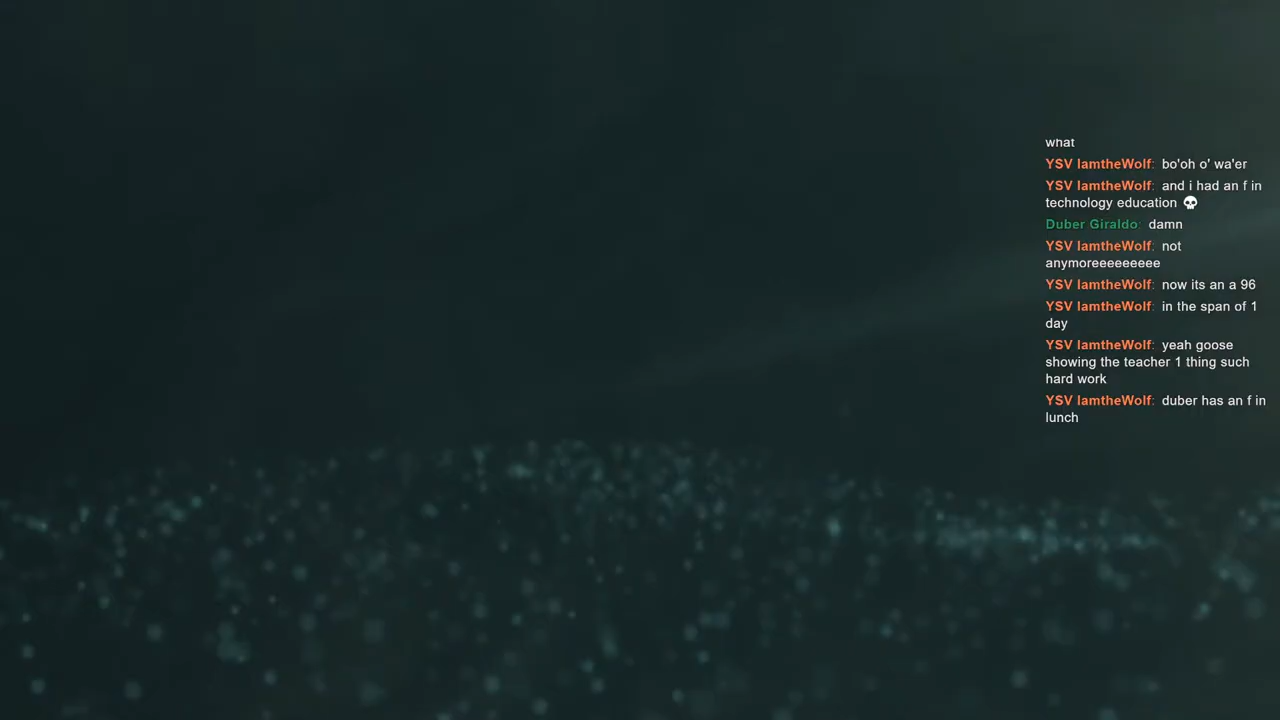 what
YSV IamtheWolf: bo'oh o' wa'er
YSV IamtheWolf: and i had an f in
technology education 💀
Duber Giraldo: damn
YSV IamtheWolf: not
anymoreeeeeeeee
YSV IamtheWolf: now its an a 96
YSV IamtheWolf: in the span of 1
day
YSV IamtheWolf: yeah goose
showing the teacher 1 thing such
hard work
YSV IamtheWolf: duber has an f in
lunch